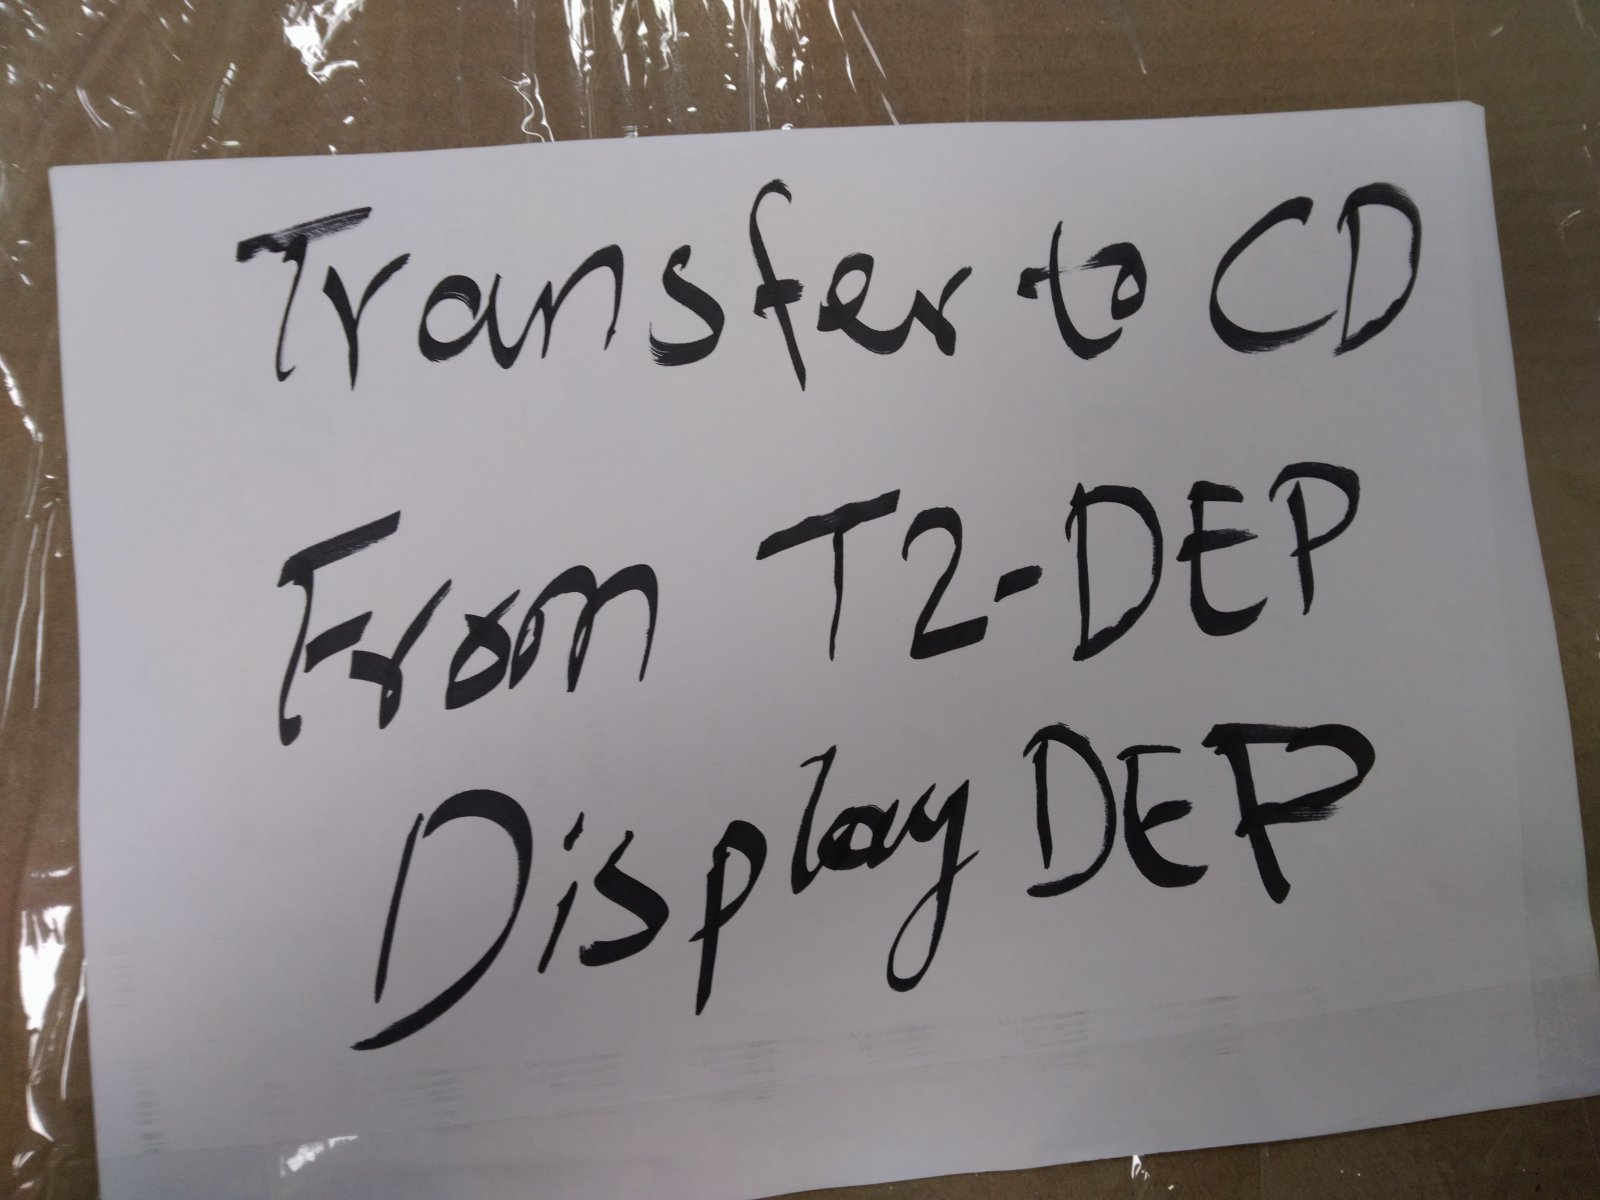 Transfer to CD
From T2-DEP
Display DEP